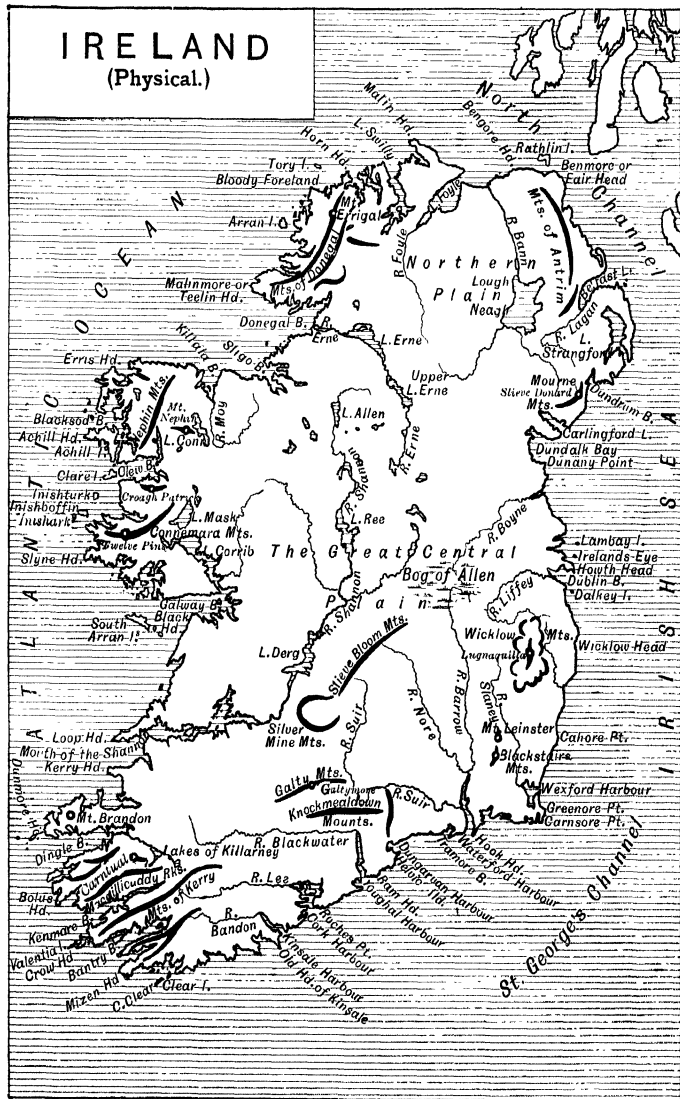 IRELAND
(Physical.)
North
Channel
ATLANTIC OCEAN
IRISH SEA
St. George's Channel
Malin Hd.
L. Swilly
Horn Hd.
Tory I.
Bloody Foreland
Bengore Hd.
Rathlin I.
Benmore or
Fair Head
Mt.
Errigal
Arran I.
Mts. of Donegal
Malinmore or
Teelin Hd.
L. Foyle
R. Foyle
R. Bann
Mts. of Antrim
Northern
Plain
Lough
Neagh
Belfast L.
R. Lagan
L.
Strangford
Donegal B.
R.
Erne
L. Erne
Upper
L. Erne
R. Erne
Mourne
Slieve Donard
Mts.
Dundrum B.
Carlingford L.
Dundalk Bay
Dunany Point
Killala B.
Sligo B.
Erris Hd.
Nephin Mts.
Mt.
Nephin
R. Moy
L. Conn
L. Allen
Blacksod B.
Achill Hd.
Achill I.
Clare I.
Clew B.
Croagh Patrick
Inishturk
Inishboffin
Inishark
Twelve Pins
Connemara Mts.
L. Mask
L. Corrib
Slyne Hd.
R. Shannon
L. Ree
R. Boyne
The Great Central
Plain
Bog of Allen
Lambay I.
Irelands Eye
Howth Head
Dublin B.
Dalkey I.
R. Liffey
Galway B.
Black
Hd.
South
Arran I.
R. Shannon
L. Derg
Slieve Bloom Mts.
Wicklow Mts.
Lugnaquilla
Wicklow Head
Silver
Mine Mts.
R. Suir
R. Nore
R. Barrow
R. Slaney
Mt. Leinster
Blackstairs
Mts.
Cahore Pt.
Loop Hd.
Mouth of the Shann
Kerry Hd.
Galty Mts.
Galtymore
Knockmealdown
Mounts.
R. Suir
Wexford Harbour
Greenore Pt.
Carnsore Pt.
Dunmore Hd.
Mt. Brandon
Dingle B.
Carntual
Lakes of Killarney
R. Blackwater
Macgillicuddy Rks.
Mts. of Kerry
R. Lee
R.
Bandon
Bolus
Hd.
Kenmare B.
Valentia I.
Crow Hd
Bantry B.
Mizen Hd
C. Clear
Clear I.
Hook Hd.
Waterford Harbour
Tramore B.
Dungarvan Harbour
Ram Hd.
Youghal Harbour
Roches Pt.
Cork Harbour
Kinsale Harbour
Old Hd. of Kinsale